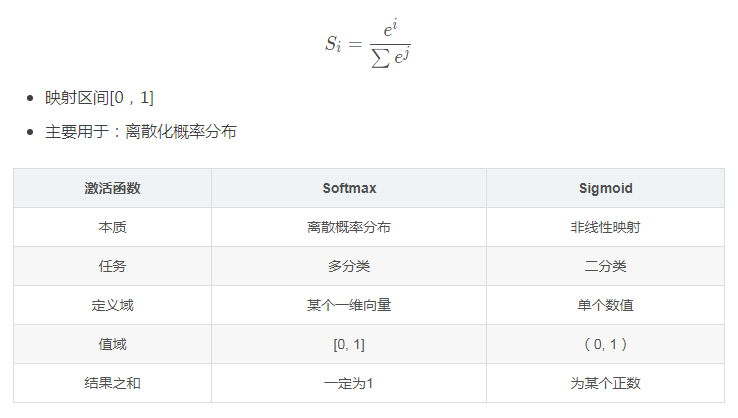 S_i = e^i / ∑ e^j
映射区间[0，1]
主要用于：离散化概率分布
激活函数 Softmax Sigmoid
本质 离散概率分布 非线性映射
任务 多分类 二分类
定义域 某个一维向量 单个数值
值域 [0, 1] （0, 1）
结果之和 一定为1 为某个正数